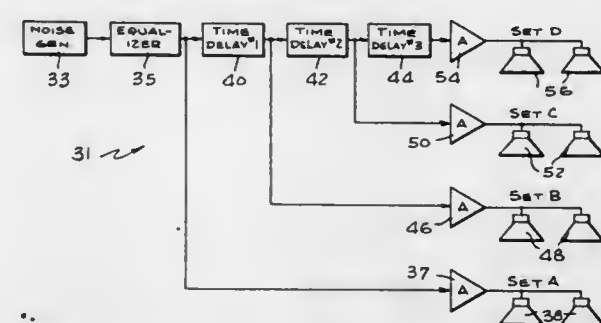 NOISE GEN
EQUAL- IZER
TIME DELAY #1
TIME DELAY #2
TIME DELAY #3
A
SET D
33
35
40
42
44
54
56
A
SET C
50
52
31
A
SET B
46
48
37
A
SET A
38